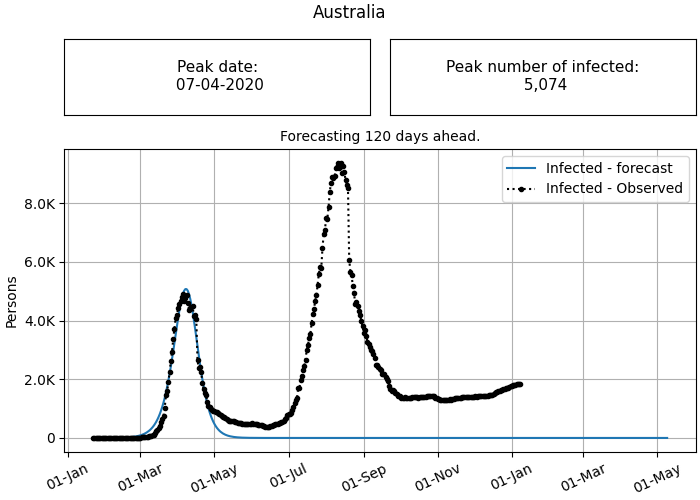 Australia
Peak date:
07-04-2020
Peak number of infected:
5,074
Forecasting 120 days ahead.
Infected - forecast
Infected - Observed
8.0K
6.0K
4.0K
2.0K
0
Persons
01-Jan
01-Mar
01-May
01-Jul
01-Sep
01-Nov
01-Jan
01-Mar
01-May